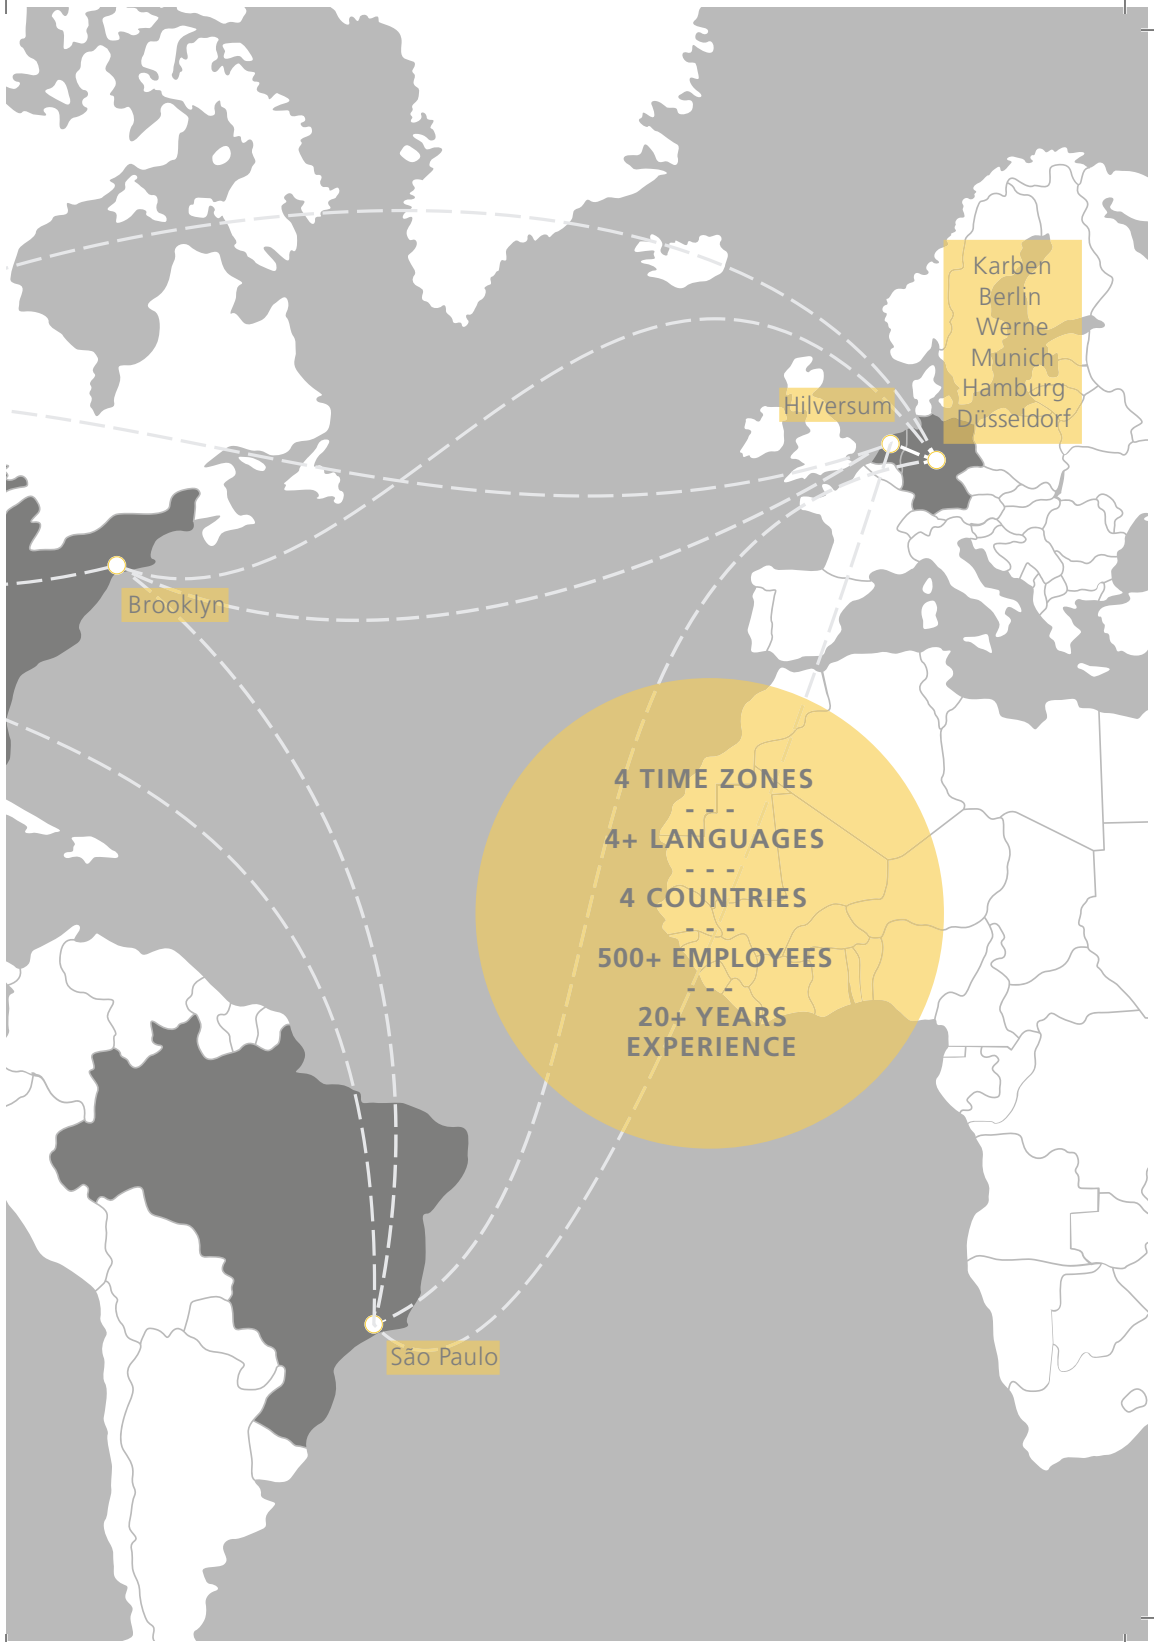 Karben
Berlin
Werne
Munich
Hamburg
Düsseldorf
Hilversum
Brooklyn
4 TIME ZONES
- - -
4+ LANGUAGES
- - -
4 COUNTRIES
- - -
500+ EMPLOYEES
- - -
20+ YEARS
EXPERIENCE
São Paulo